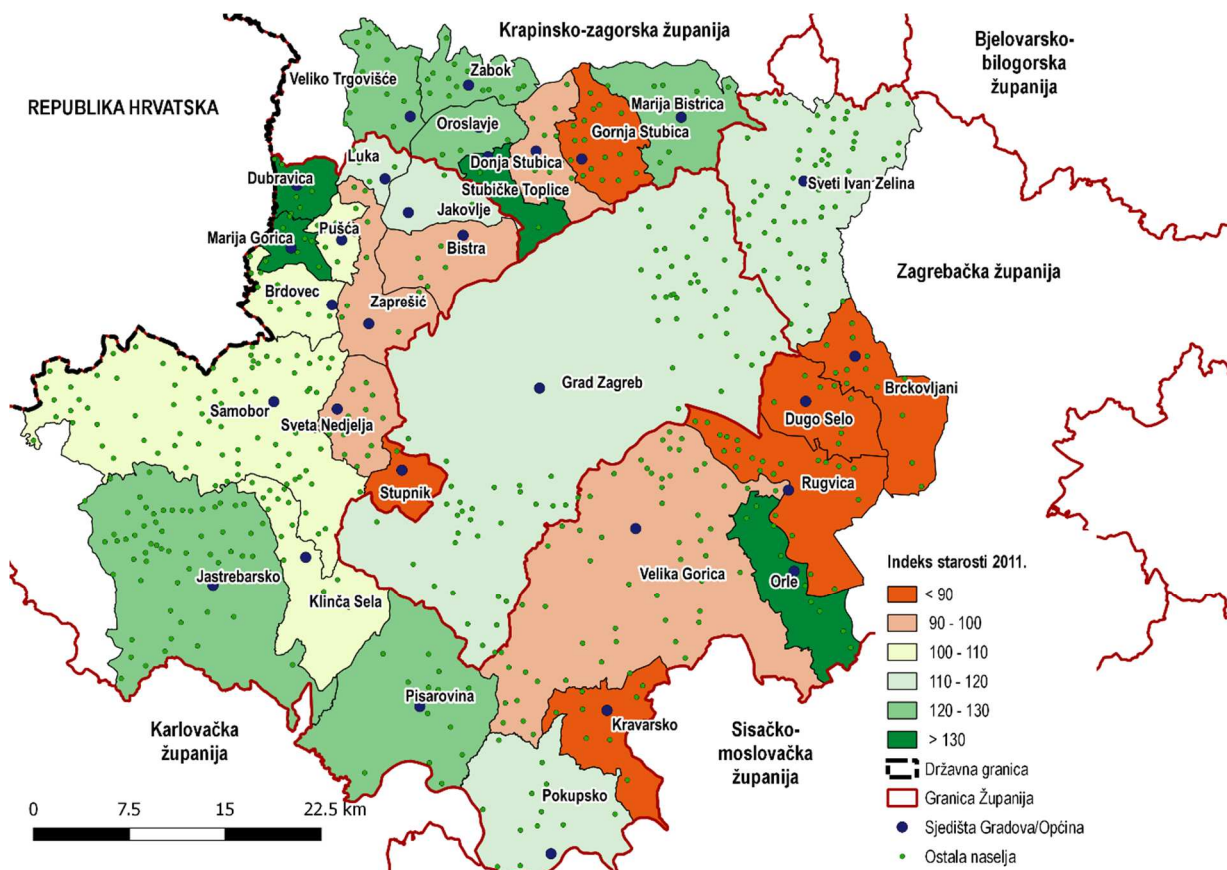 Krapinsko-zagorska županija
Bjelovarsko-
bilogorska
županija
Veliko Trgovišće
Zabok
REPUBLIKA HRVATSKA
Marija Bistrica
Oroslavje
Gornja Stubica
Luka
Donja Stubica
Dubravica
Stubičke Toplice
Sveti Ivan Zelina
Jakovlje
Pušća
Marija Gorica
Bistra
Zagrebačka županija
Brdovec
Zaprešić
Grad Zagreb
Brckovljani
Samobor
Dugo Selo
Sveta Nedjelja
Rugvica
Stupnik
Indeks starosti 2011.
Velika Gorica
Jastrebarsko
Orle
< 90
Klinča Sela
90 - 100
100 - 110
110 - 120
Pisarovina
120 - 130
Karlovačka
županija
Kravarsko
Sisačko-
moslovačka
županija
> 130
Državna granica
Pokupsko
Granica Županija
0 7.5 15 22.5 km
Sjedišta Gradova/Općina
Ostala naselja